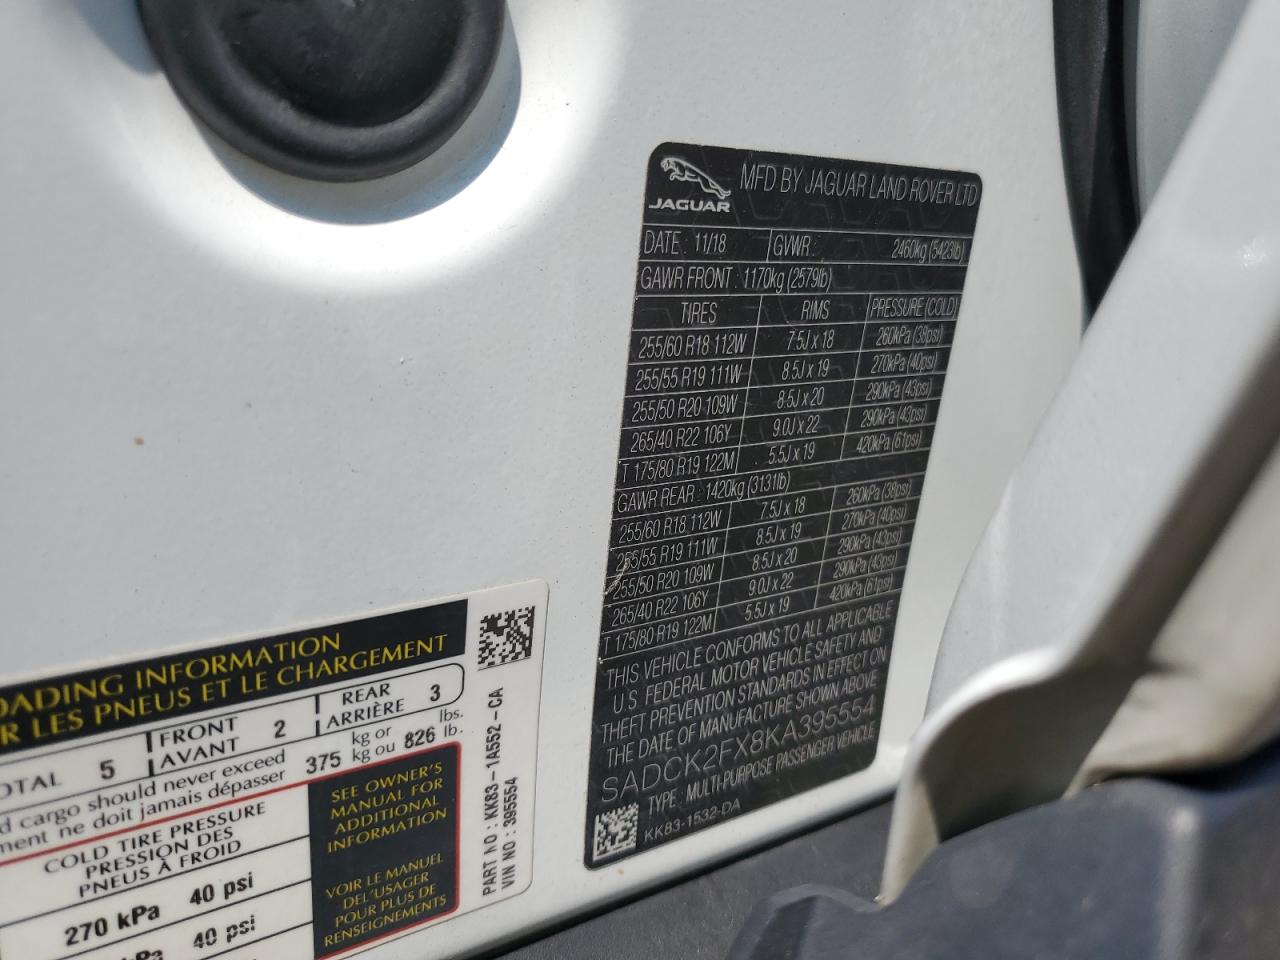 JAGUAR
MFD BY JAGUAR LAND ROVER LTD
DATE : 11/18 GVWR : 2460kg (5423lb)
GAWR FRONT : 1170kg (2579lb)
TIRES RIMS PRESSURE (COLD)
255/60 R18 112W 7.5J x 18 260kPa (38psi)
255/55 R19 111W 8.5J x 19 270kPa (40psi)
255/50 R20 109W 8.5J x 20 290kPa (43psi)
265/40 R22 106Y 9.0J x 22 290kPa (43psi)
T 175/80 R19 122M 5.5J x 19 420kPa (61psi)
GAWR REAR : 1420kg (3131lb)
255/60 R18 112W 7.5J x 18 260kPa (38psi)
255/55 R19 111W 8.5J x 19 270kPa (40psi)
255/50 R20 109W 8.5J x 20 290kPa (43psi)
265/40 R22 106Y 9.0J x 22 290kPa (43psi)
T 175/80 R19 122M 5.5J x 19 420kPa (61psi)
THIS VEHICLE CONFORMS TO ALL APPLICABLE
U.S. FEDERAL MOTOR VEHICLE SAFETY AND
THEFT PREVENTION STANDARDS IN EFFECT ON
THE DATE OF MANUFACTURE SHOWN ABOVE
SADCK2FX8KA395554
TYPE : MULTI-PURPOSE PASSENGER VEHICLE
KK83-1532-DA
OADING INFORMATION
R LES PNEUS ET LE CHARGEMENT
OTAL 5 FRONT AVANT 2 REAR ARRIÈRE 3
d cargo should never exceed 375 kg or 826 lbs.
ment ne doit jamais dépasser kg ou lb.
COLD TIRE PRESSURE
PRESSION DES
PNEUS À FROID
270 kPa 40 psi
kPa 40 psi
SEE OWNER'S
MANUAL FOR
ADDITIONAL
INFORMATION
VOIR LE MANUEL
DE L'USAGER
POUR PLUS DE
RENSEIGNEMENTS
PART NO : KK83-1A552-CA
VIN NO : 395554